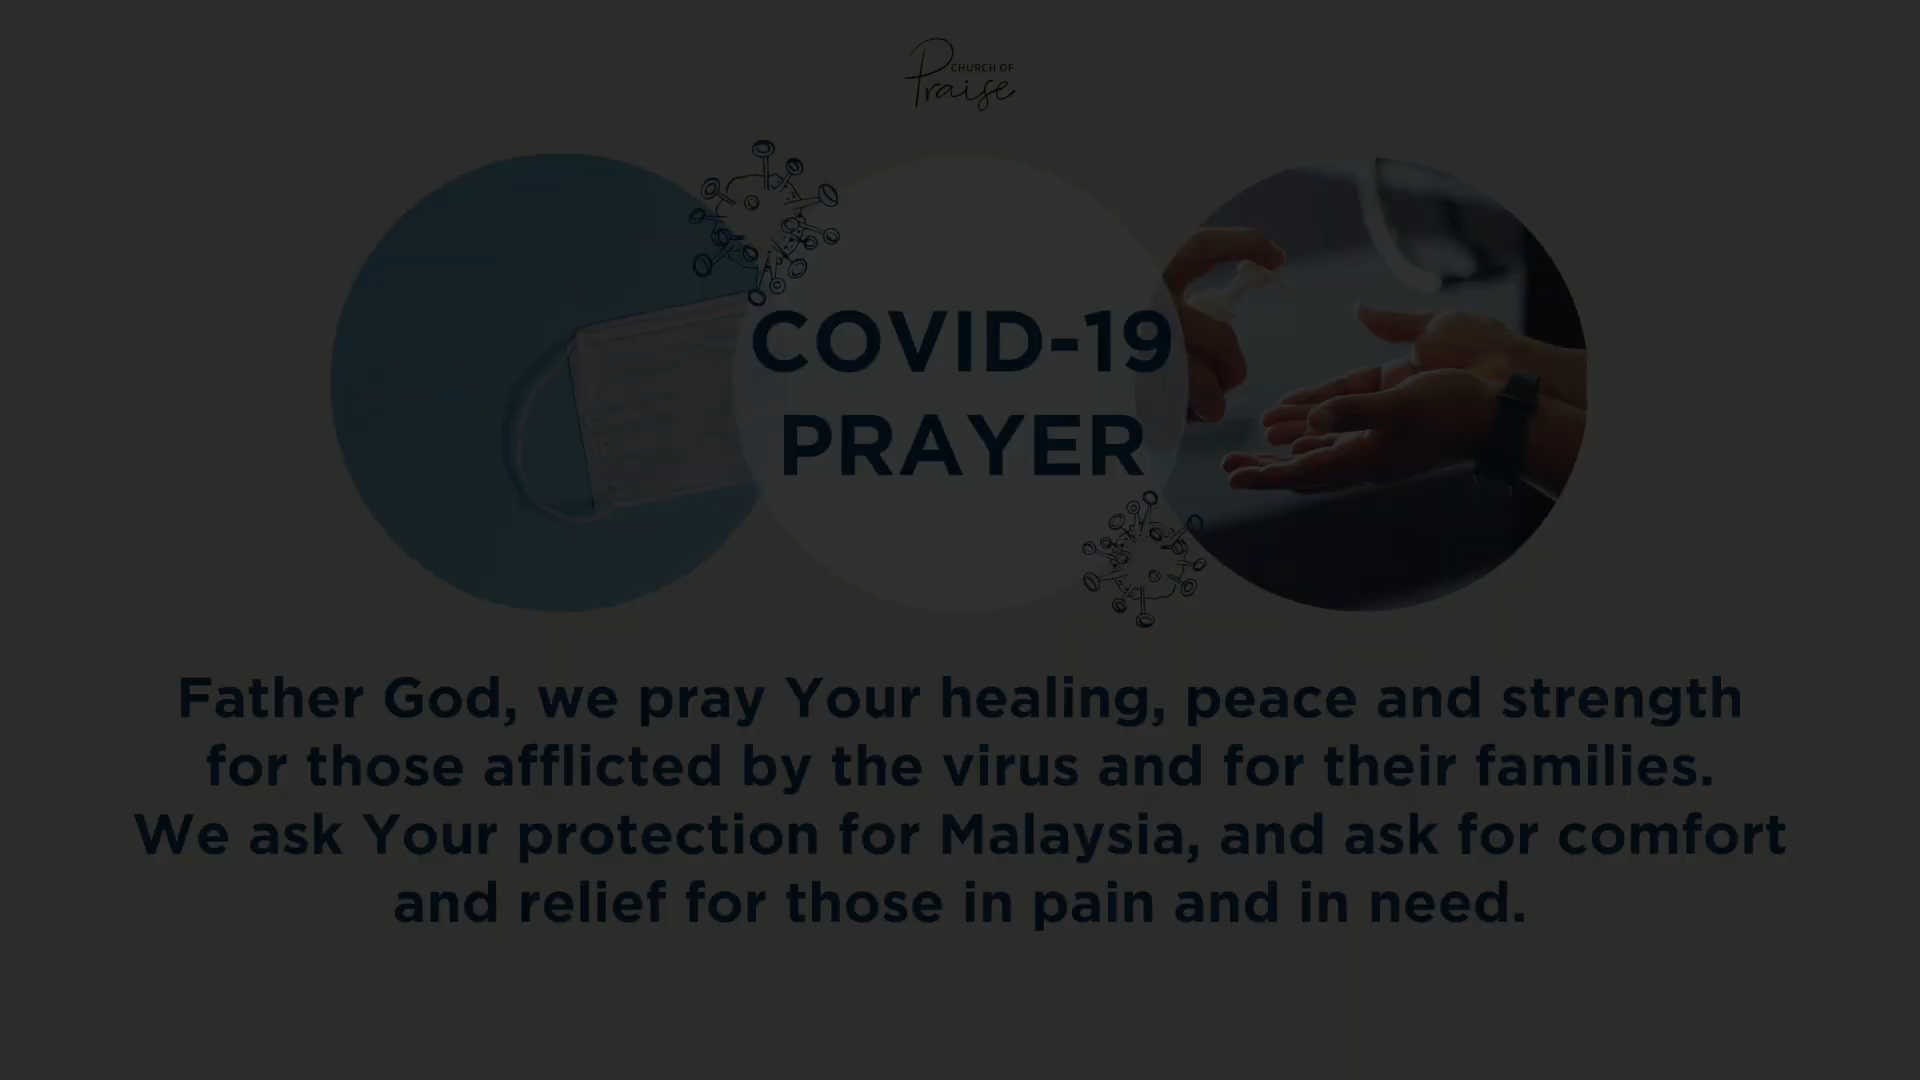 CHURCH OF
Praise
COVID-19
PRAYER
Father God, we pray Your healing, peace and strength
for those afflicted by the virus and for their families.
We ask Your protection for Malaysia, and ask for comfort
and relief for those in pain and in need.